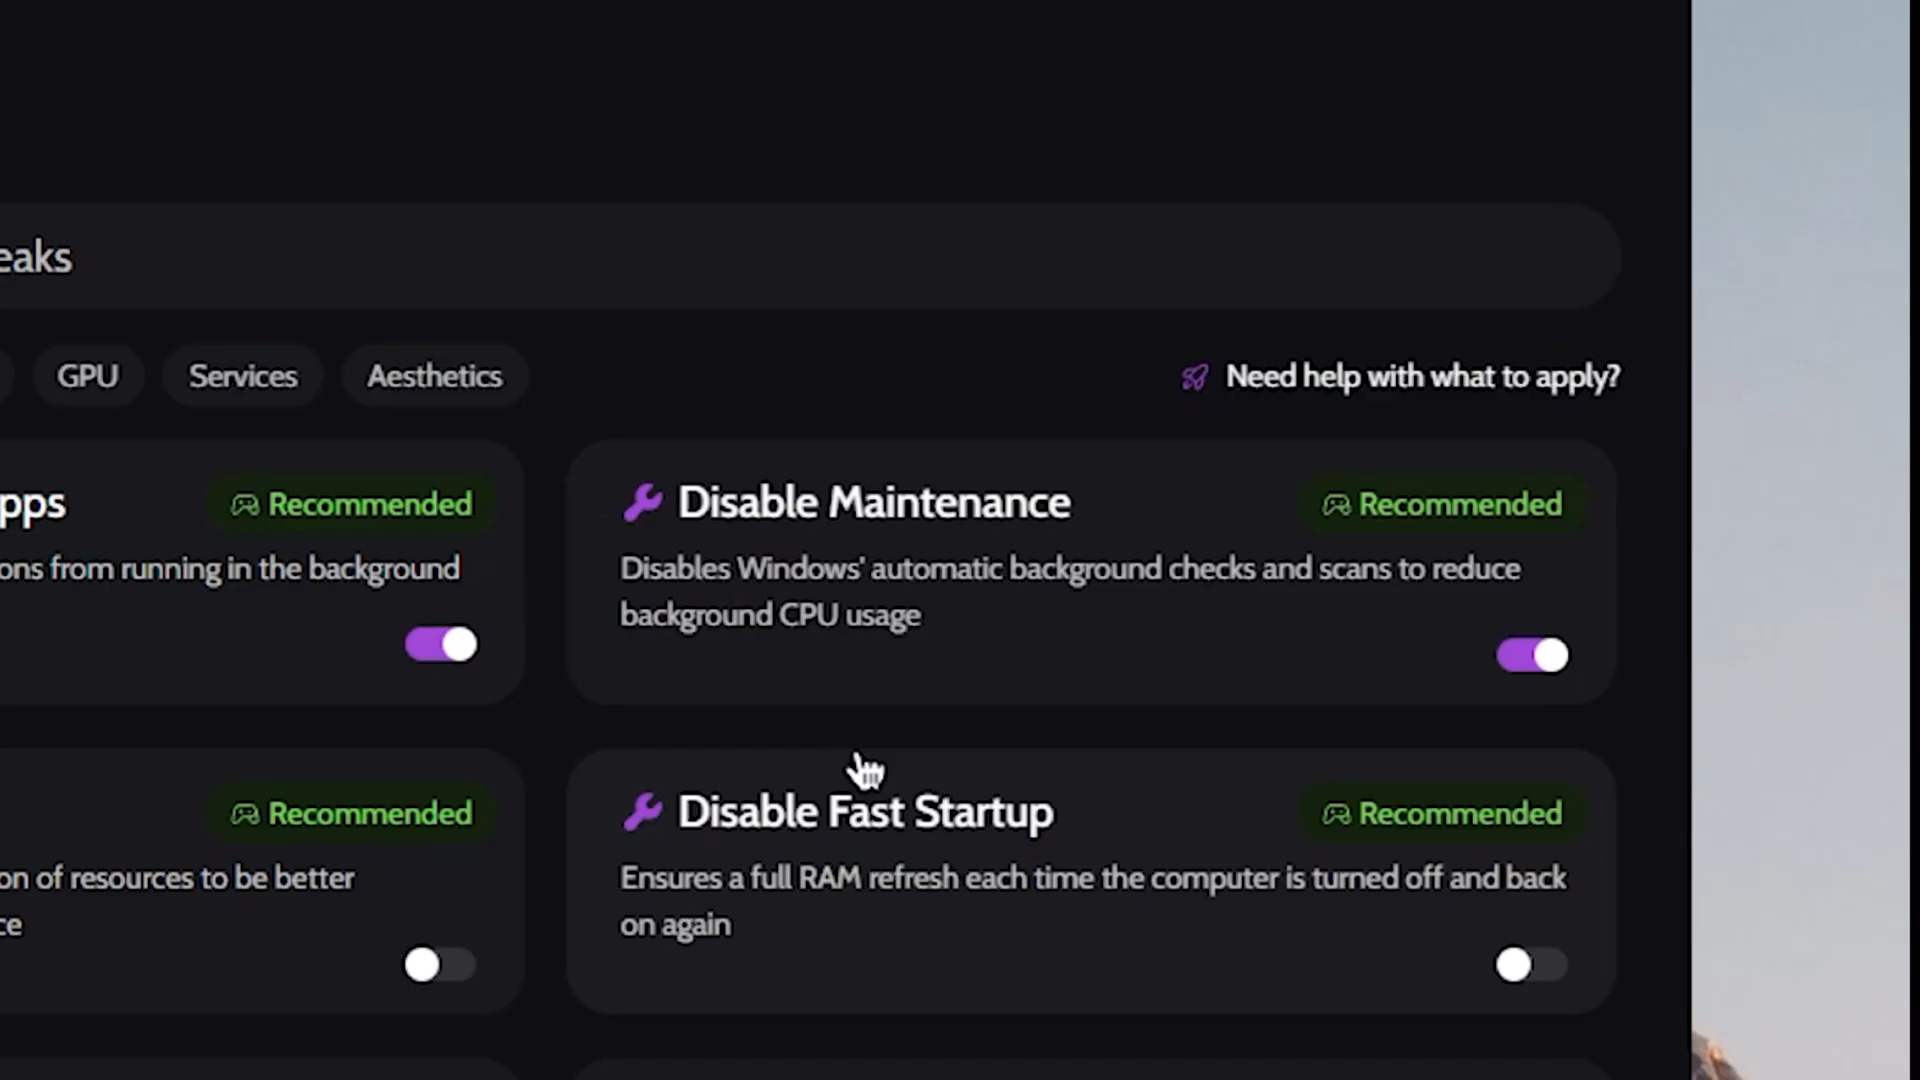 eaks
GPU
Services
Aesthetics
Need help with what to apply?
pps
Recommended
ons from running in the background
Disable Maintenance
Recommended
Disables Windows' automatic background checks and scans to reduce
background CPU usage
Recommended
on of resources to be better
ce
Disable Fast Startup
Recommended
Ensures a full RAM refresh each time the computer is turned off and back
on again